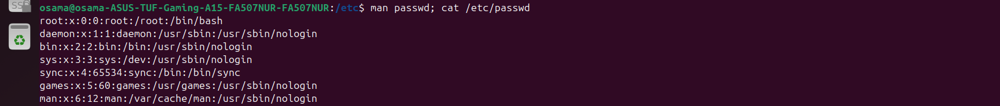 osama@osama-ASUS-TUF-Gaming-A15-FA507NUR-FA507NUR:/etc$ man passwd; cat /etc/passwd
root:x:0:0:root:/root:/bin/bash
daemon:x:1:1:daemon:/usr/sbin:/usr/sbin/nologin
bin:x:2:2:bin:/bin:/usr/sbin/nologin
sys:x:3:3:sys:/dev:/usr/sbin/nologin
sync:x:4:65534:sync:/bin:/bin/sync
games:x:5:60:games:/usr/games:/usr/sbin/nologin
man:x:6:12:man:/var/cache/man:/usr/sbin/nologin